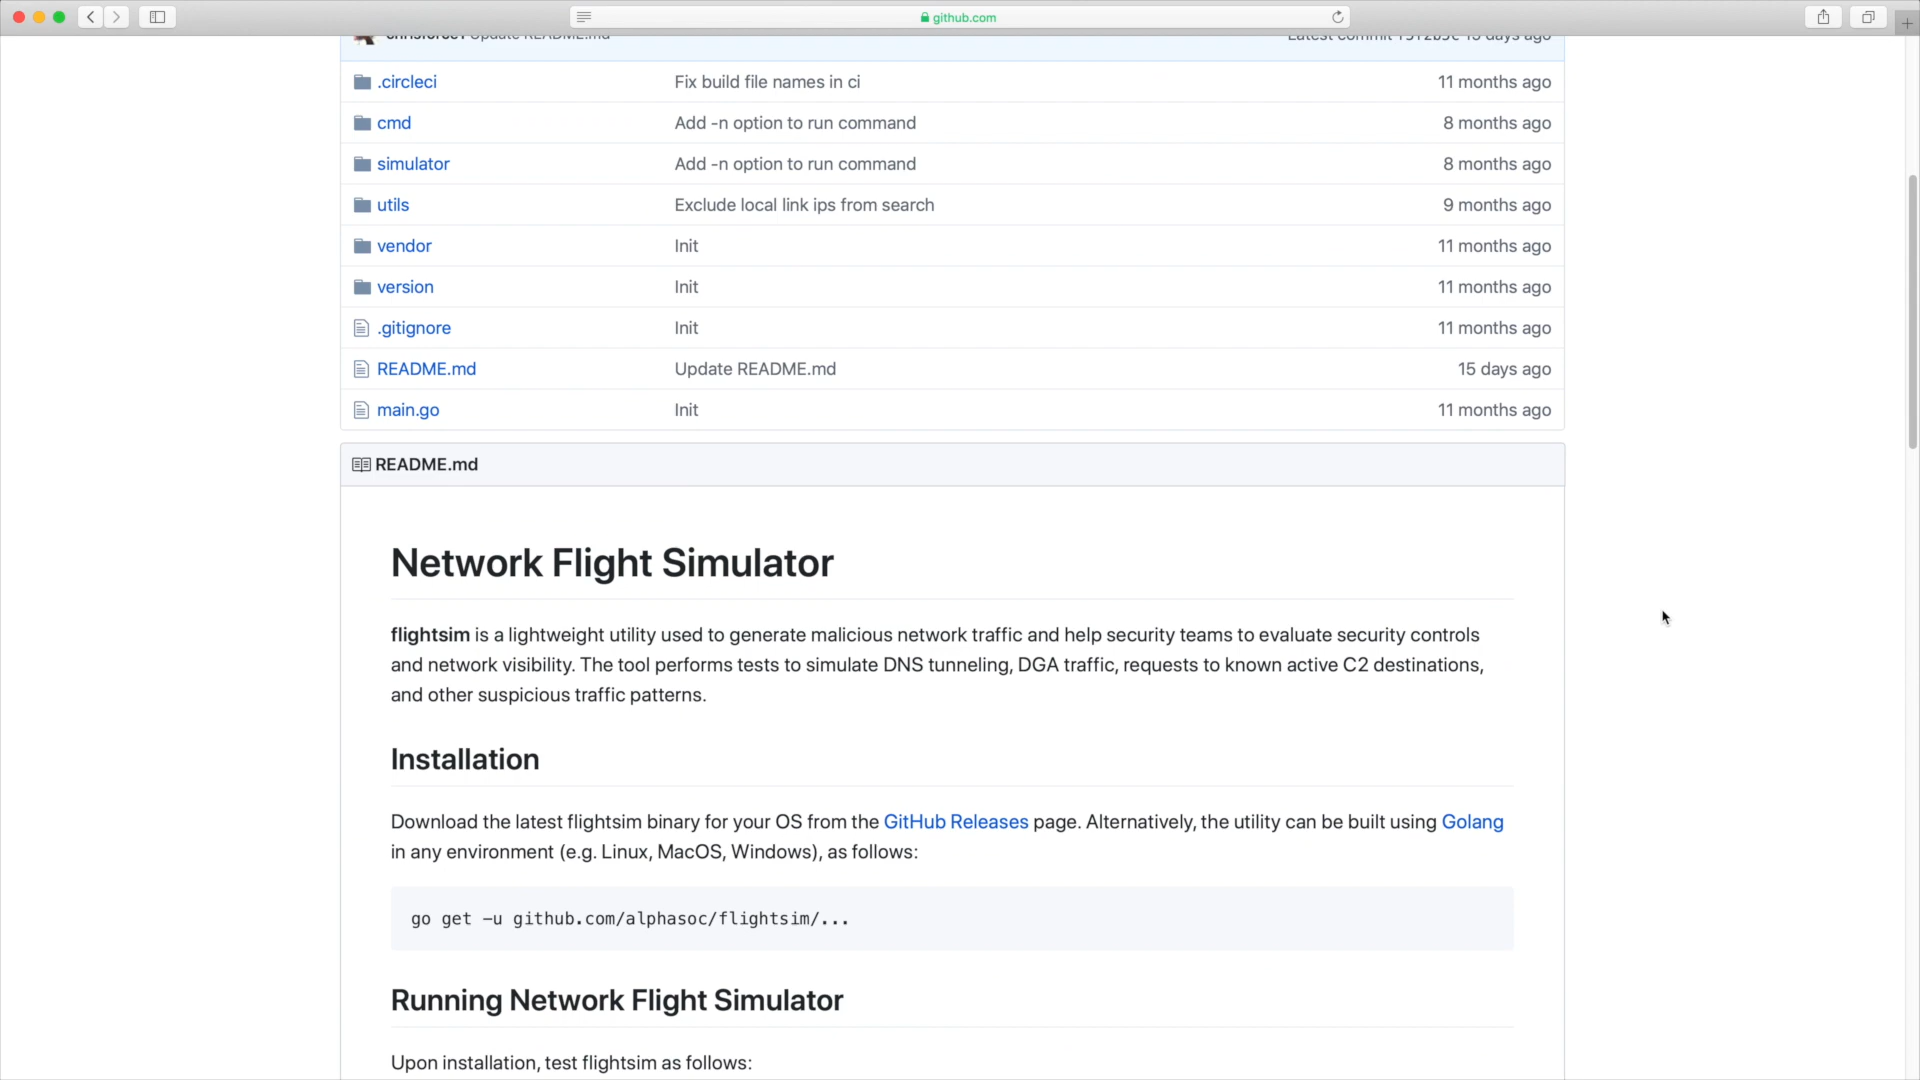 github.com
Update README.md
Latest commit 15 days ago
.circleci Fix build file names in ci 11 months ago
cmd Add -n option to run command 8 months ago
simulator Add -n option to run command 8 months ago
utils Exclude local link ips from search 9 months ago
vendor Init 11 months ago
version Init 11 months ago
.gitignore Init 11 months ago
README.md Update README.md 15 days ago
main.go Init 11 months ago
README.md
Network Flight Simulator
flightsim is a lightweight utility used to generate malicious network traffic and help security teams to evaluate security controls
and network visibility. The tool performs tests to simulate DNS tunneling, DGA traffic, requests to known active C2 destinations,
and other suspicious traffic patterns.
Installation
Download the latest flightsim binary for your OS from the GitHub Releases page. Alternatively, the utility can be built using Golang
in any environment (e.g. Linux, MacOS, Windows), as follows:
go get -u github.com/alphasoc/flightsim/...
Running Network Flight Simulator
Upon installation, test flightsim as follows: